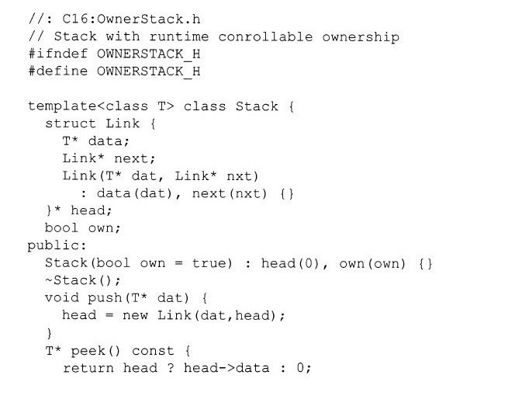 //: C16:OwnerStack.h
// Stack with runtime conrollable ownership
#ifndef OWNERSTACK_H
#define OWNERSTACK_H
template<class T> class Stack {
struct Link {
T* data;
Link* next;
Link(T* dat, Link* nxt)
: data(dat), next(nxt) {}
}* head;
bool own;
public:
Stack(bool own = true) : head(0), own(own) {}
~Stack();
void push(T* dat) {
head = new Link(dat,head);
}
T* peek() const {
return head ? head->data : 0;